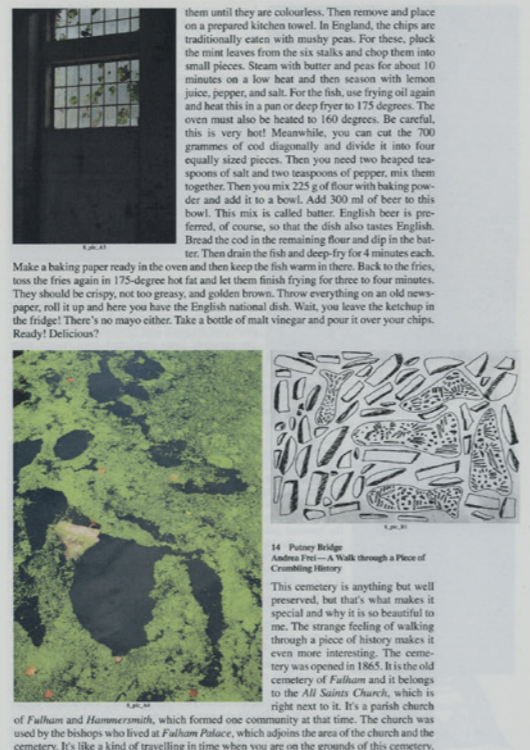 them until they are colourless. Then remove and place
on a prepared kitchen towel. In England, the chips are
traditionally eaten with mushy peas. For these, pluck
the mint leaves from the six stalks and chop them into
small pieces. Steam with butter and peas for about 10
minutes on a low heat and then season with lemon
juice, pepper, and salt. For the fish, use frying oil again
and heat this in a pan or deep fryer to 175 degrees. The
oven must also be heated to 160 degrees. Be careful,
this is very hot! Meanwhile, you can cut the 700
grammes of cod diagonally and divide it into four
equally sized pieces. Then you need two heaped tea-
spoons of salt and two teaspoons of pepper, mix them
together. Then you mix 225 g of flour with baking pow-
der and add it to a bowl. Add 300 ml of beer to this
bowl. This mix is called batter. English beer is pre-
ferred, of course, so that the dish also tastes English.
Bread the cod in the remaining flour and dip in the bat-
ter. Then drain the fish and deep-fry for 4 minutes each.
Make a baking paper ready in the oven and then keep the fish warm in there. Back to the fries,
toss the fries again in 175-degree hot fat and let them finish frying for three to four minutes.
They should be crispy, not too greasy, and golden brown. Throw everything on an old news-
paper, roll it up and here you have the English national dish. Wait, you leave the ketchup in
the fridge! There's no mayo either. Take a bottle of malt vinegar and pour it over your chips.
Ready! Delicious?
14 Putney Bridge
Andrea Frei—A Walk through a Piece of
Crumbling History
This cemetery is anything but well
preserved, but that's what makes it
special and why it is so beautiful to
me. The strange feeling of walking
through a piece of history makes it
even more interesting. The ceme-
tery was opened in 1865. It is the old
cemetery of Fulham and it belongs
to the All Saints Church, which is
right next to it. It's a parish church
of Fulham and Hammersmith, which formed one community at that time. The church was
used by the bishops who lived at Fulham Palace, which adjoins the area of the church and the
cemetery. It's like a kind of travelling in time when you are on the grounds of this cemetery.